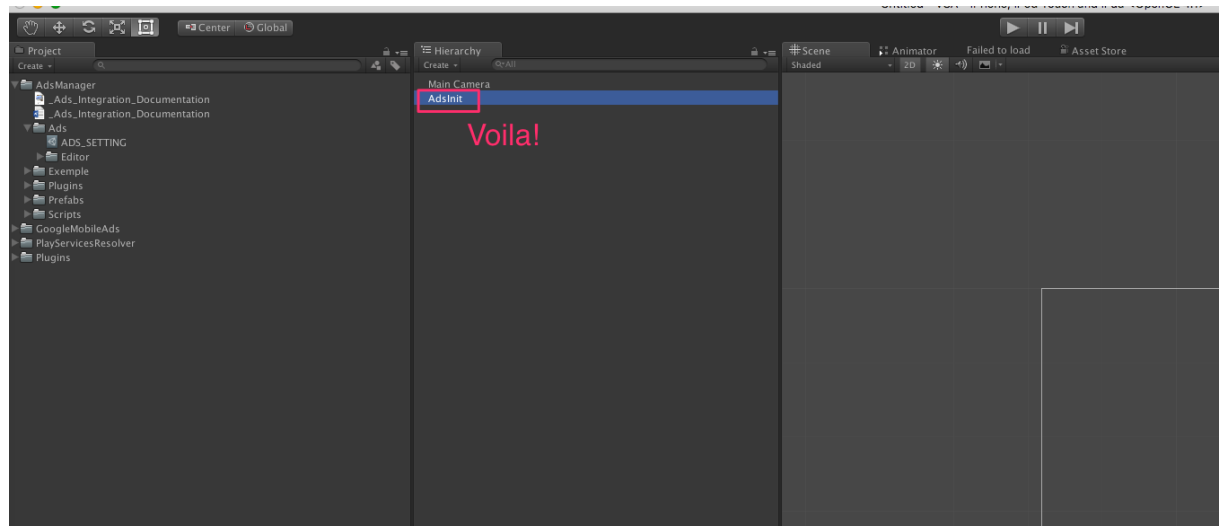 Center Global
Project
Create
AdsManager
_Ads_Integration_Documentation
_Ads_Integration_Documentation
Ads
ADS_SETTING
Editor
Exemple
Plugins
Prefabs
Scripts
GoogleMobileAds
PlayServicesResolver
Plugins
Hierarchy
Create All
Main Camera
AdsInit
Voila!
Scene Animator Failed to load Asset Store
Shaded 2D